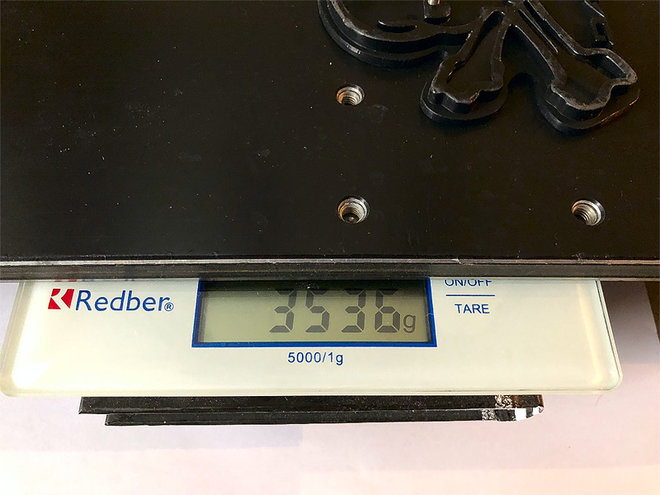 ON/OFF
Redber®
3536g
TARE
5000/1g